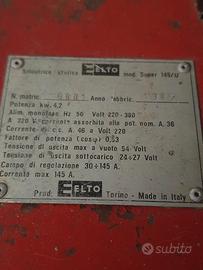 Saldatrice statica ELTO mod. Super 145/U
N. matric. Anno fabbric.
Potenza kw. 4,2
Alim. monofase Hz 50 Volt 220-380
A 220 V. corrente assorbita alla pot. nom. A. 36
Corrente di c.c. A. 46 a Volt 220
Fattore di potenza (cosφ) 0,53
Tensione di uscita max a vuoto 54 Volt
Tensione di uscita sottocarico 24÷27 Volt
Campo di regolazione 30÷145 A.
Corrente max 145 A.
Prod. ELTO Torino - Made in Italy
subito